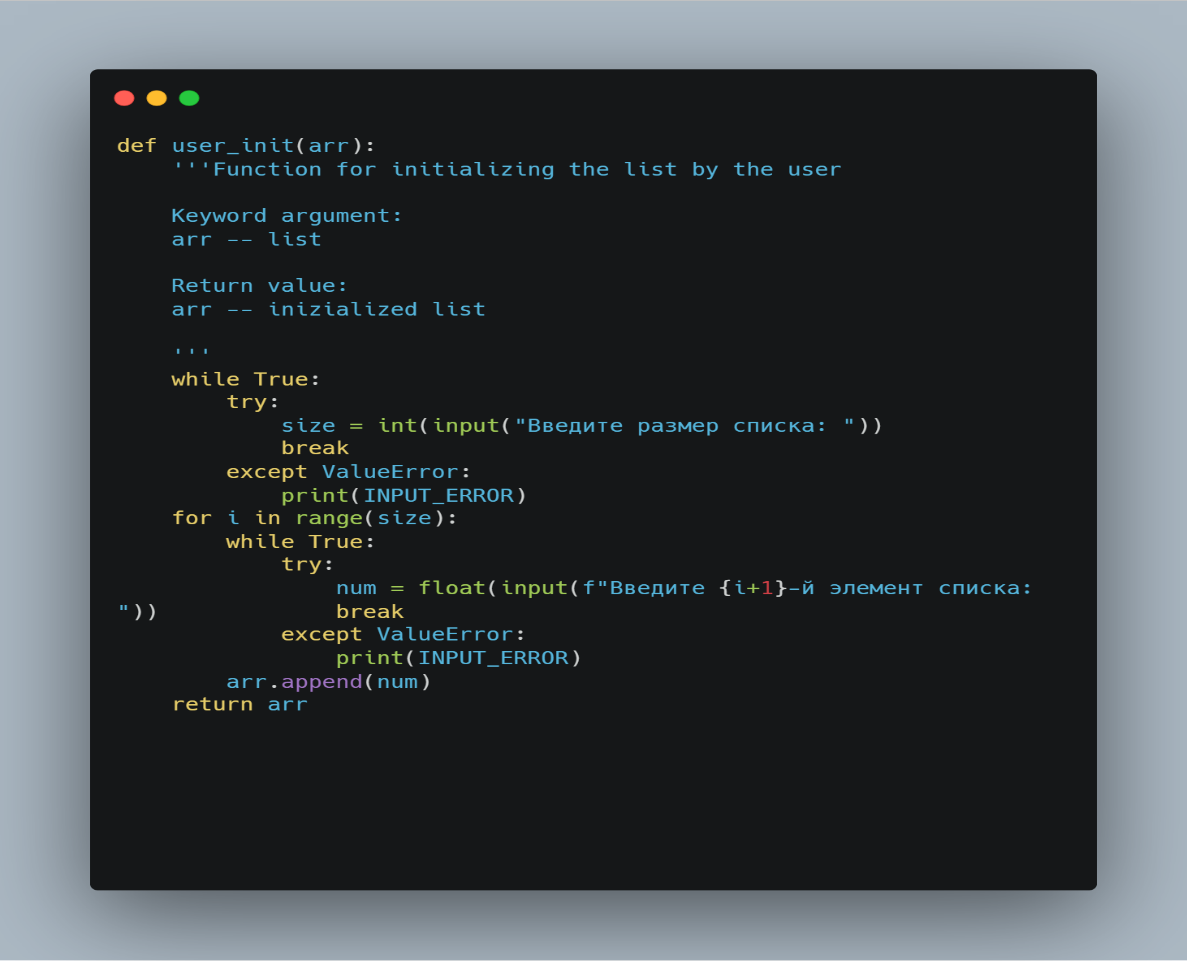 def user_init(arr):
    '''Function for initializing the list by the user
    Keyword argument:
    arr -- list
    Return value:
    arr -- inizialized list
    '''
    while True:
        try:
            size = int(input("Введите размер списка: "))
            break
        except ValueError:
            print(INPUT_ERROR)
    for i in range(size):
        while True:
            try:
                num = float(input(f"Введите {i+1}-й элемент списка:
"))             break
            except ValueError:
                print(INPUT_ERROR)
        arr.append(num)
    return arr